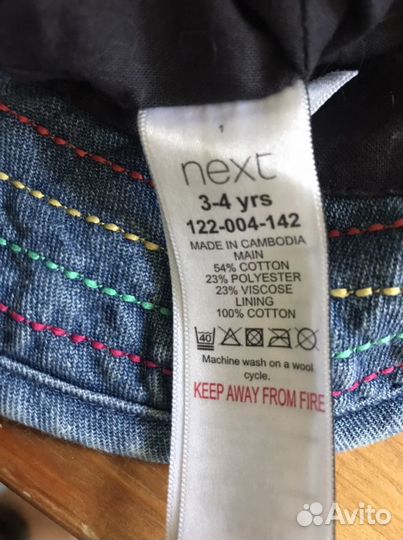 1
next
3-4 yrs
122-004-142
MADE IN CAMBODIA
MAIN
54% COTTON
23% POLYESTER
23% VISCOSE
LINING
100% COTTON
40
Machine wash on a wool
cycle.
KEEP AWAY FROM FIRE
Avito